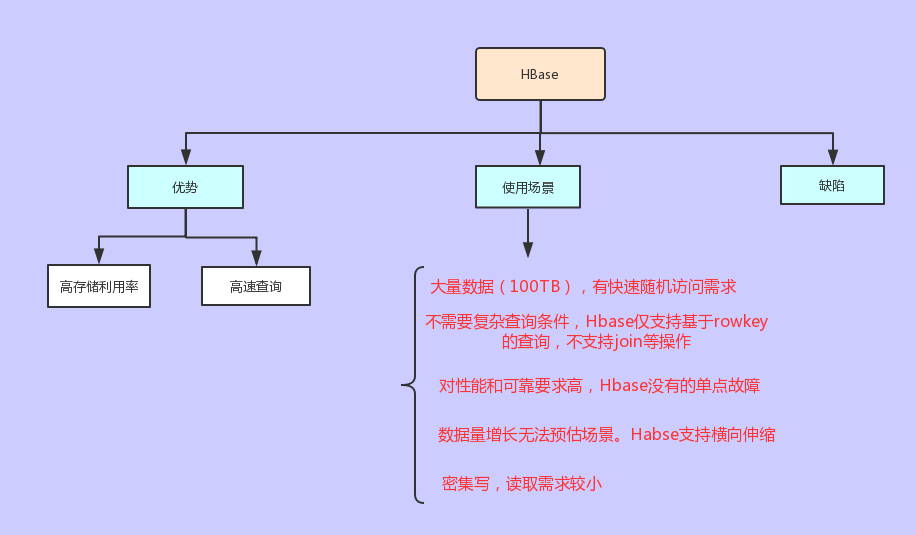 HBase
优势
使用场景
缺陷
高存储利用率
高速查询
大量数据（100TB），有快速随机访问需求
不需要复杂查询条件，Hbase仅支持基于rowkey
的查询，不支持join等操作
对性能和可靠要求高，Hbase没有的单点故障
数据量增长无法预估场景。Habse支持横向伸缩
密集写，读取需求较小